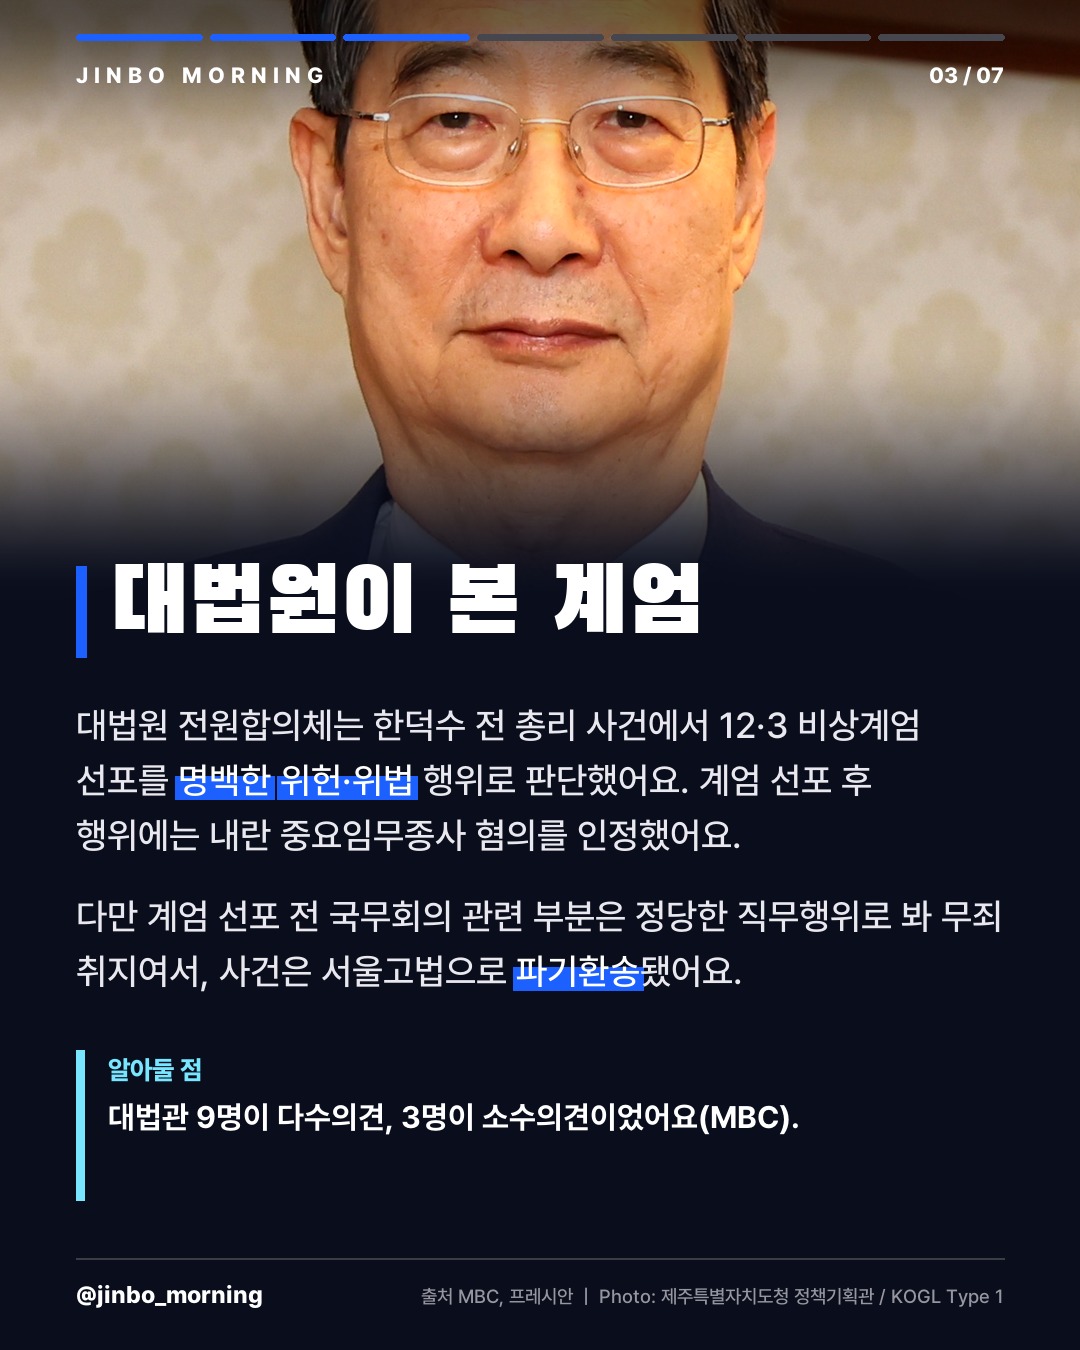 JINBO MORNING
03 / 07
대법원이 본 계엄
대법원 전원합의체는 한덕수 전 총리 사건에서 12·3 비상계엄
선포를 명백한 위헌·위법 행위로 판단했어요. 계엄 선포 후
행위에는 내란 중요임무종사 혐의를 인정했어요.
다만 계엄 선포 전 국무회의 관련 부분은 정당한 직무행위로 봐 무죄
취지여서, 사건은 서울고법으로 파기환송됐어요.
알아둘 점
대법관 9명이 다수의견, 3명이 소수의견이었어요(MBC).
@jinbo_morning
출처 MBC, 프레시안 | Photo: 제주특별자치도청 정책기획관 / KOGL Type 1